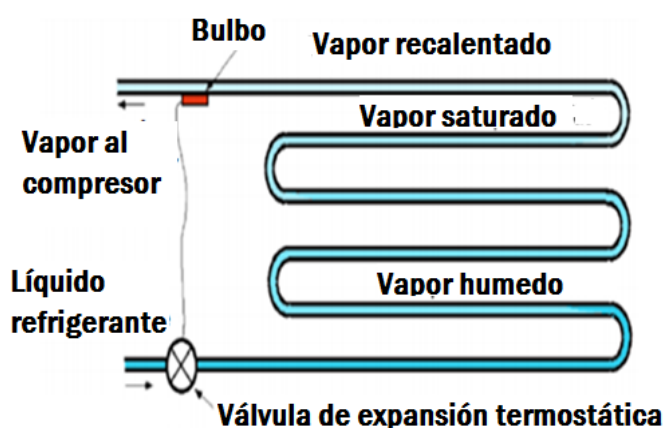 Bulbo
Vapor recalentado
Vapor saturado
Vapor al
compresor
Líquido
refrigerante
Vapor humedo
Válvula de expansión termostática